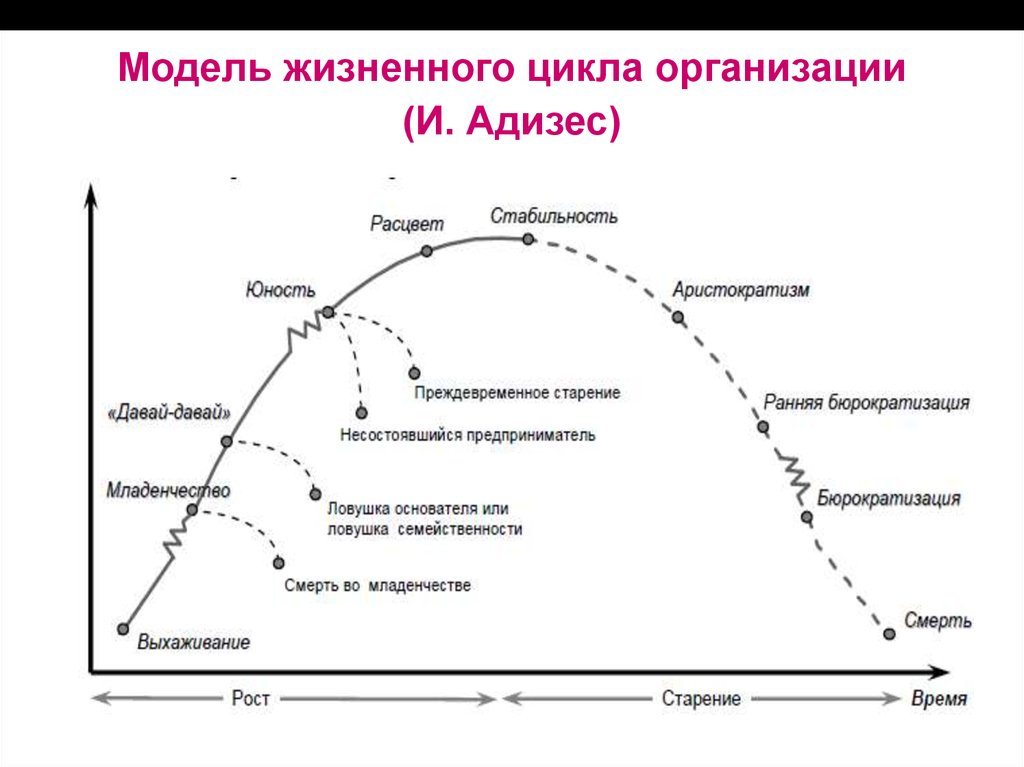 Модель жизненного цикла организации
(И. Адизес)
Расцвет
Стабильность
Юность
Аристократизм
Преждевременное старение
«Давай-давай»
Ранняя бюрократизация
Несостоявшийся предприниматель
Младенчество
Бюрократизация
Ловушка основателя или
ловушка семейственности
Смерть во младенчестве
Смерть
Выхаживание
Рост
Старение
Время